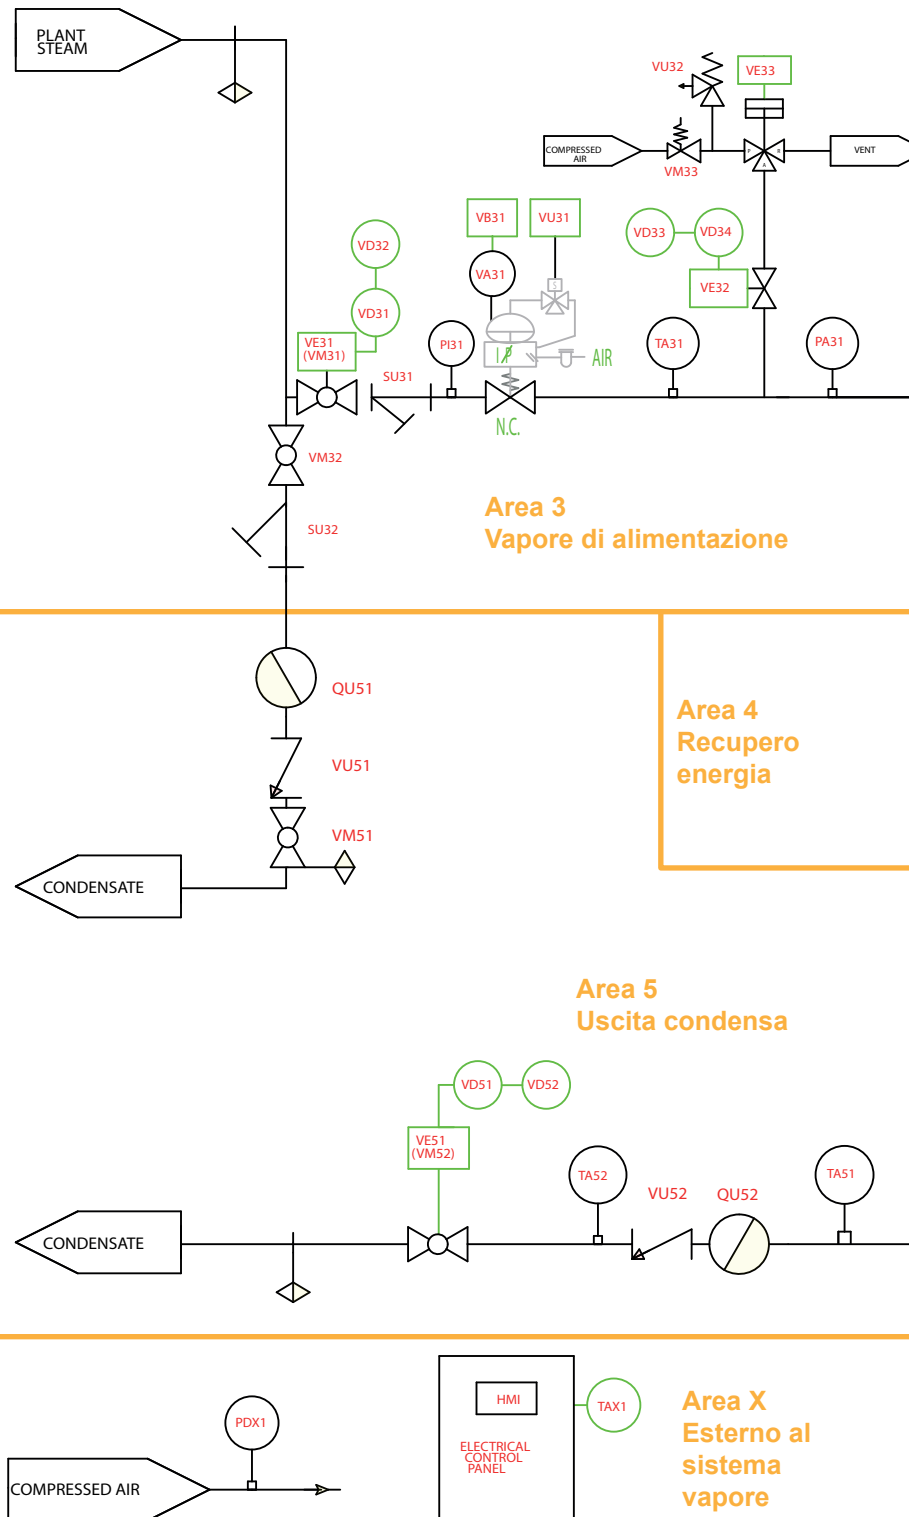 PLANT
STEAM
VU32
VE33
COMPRESSED
AIR
VM33
P
R
A
VENT
VB31
VU31
VD32
VD33
VD34
VA31
S
VE32
VD31
VE31
(VM31)
PI31
I P
AIR
TA31
PA31
SU31
N.C.
VM32
SU32
Area 3
Vapore di alimentazione
QU51
VU51
VM51
CONDENSATE
Area 4
Recupero
energia
Area 5
Uscita condensa
VD51
VD52
VE51
(VM52)
TA52
VU52
QU52
TA51
CONDENSATE
PDX1
COMPRESSED AIR
HMI
ELECTRICAL
CONTROL
PANEL
TAX1
Area X
Esterno al
sistema
vapore